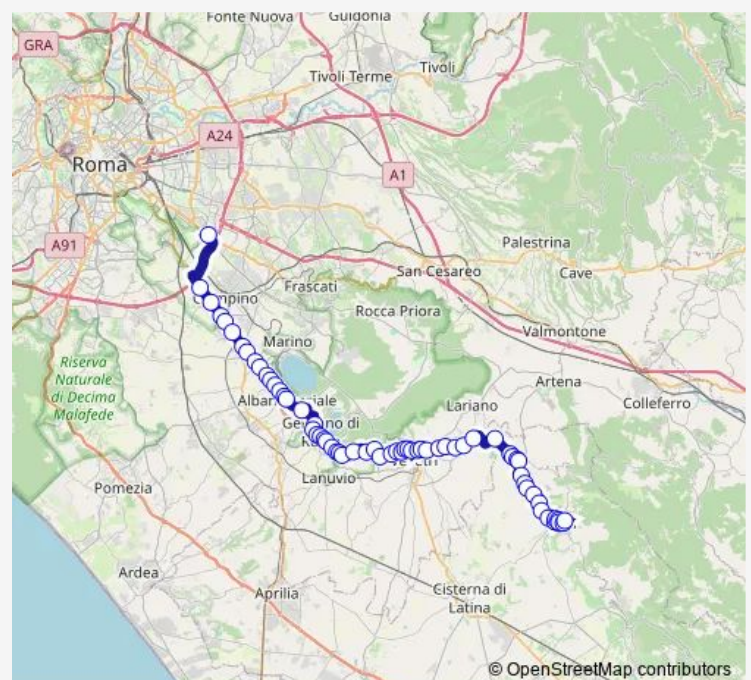 Fonte Nuova
Guidonia
GRA
Tivoli Terme
Tivoli
A24
Roma
A1
A91
Palestrina
San Cesareo
Cave
Frascati
Rocca Priora
Valmontone
Marino
Riserva
Naturale
di Decima
Malafede
Artena
Colleferro
Lariano
Lanuvio
Pomezia
Ardea
Aprilia
Cisterna di
Latina
© OpenStreetMap contributors